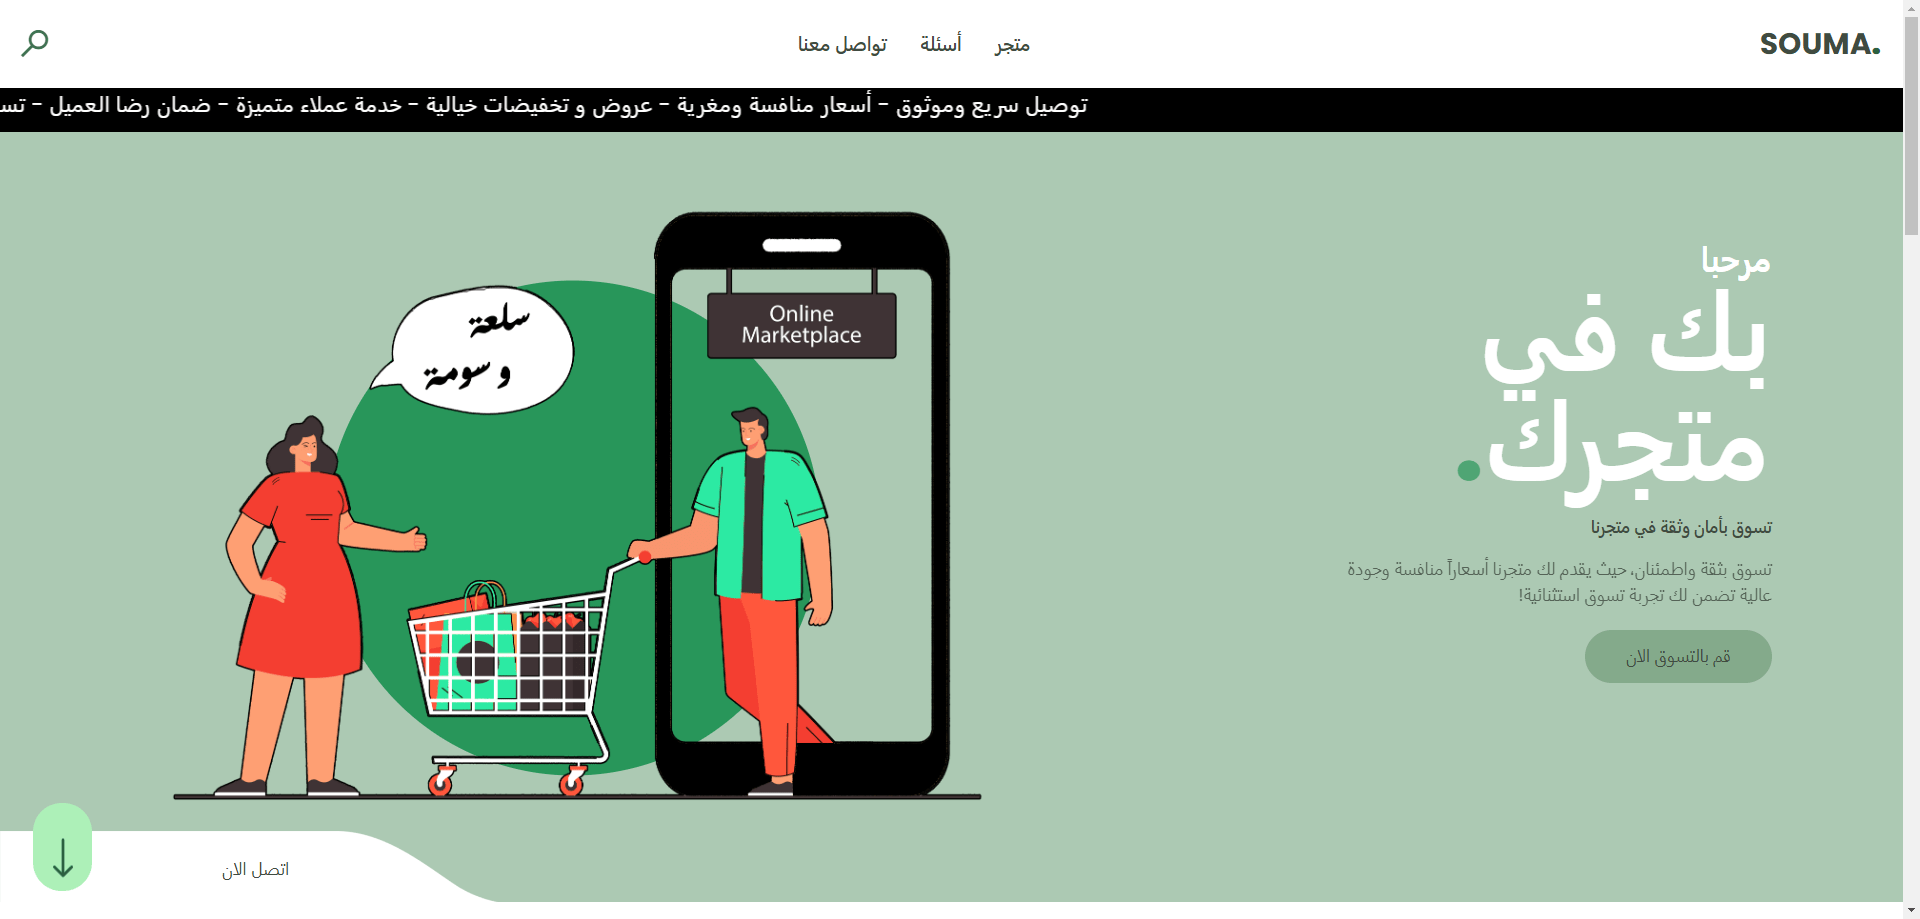 SOUMA.
متجر
أسئلة
تواصل معنا
توصيل سريع وموثوق - أسعار منافسة ومغرية - عروض و تخفيضات خيالية - خدمة عملاء متميزة - ضمان رضا العميل -
مرحبا
بك في
متجرك.
تسوق بأمان وثقة في متجرنا
تسوق بثقة واطمئنان، حيث يقدم لك متجرنا أسعاراً منافسة وجودة
عالية تضمن لك تجربة تسوق استثنائية!
قم بالتسوق الان
Online
Marketplace
سلعة
و سومة
اتصل الان